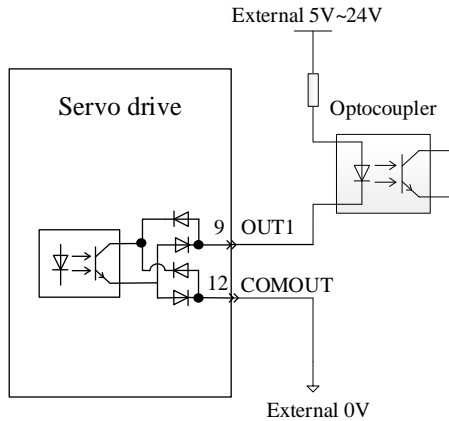 External 5V~24V
Servo drive
Optocoupler
9 OUT1
12 COMOUT
External 0V